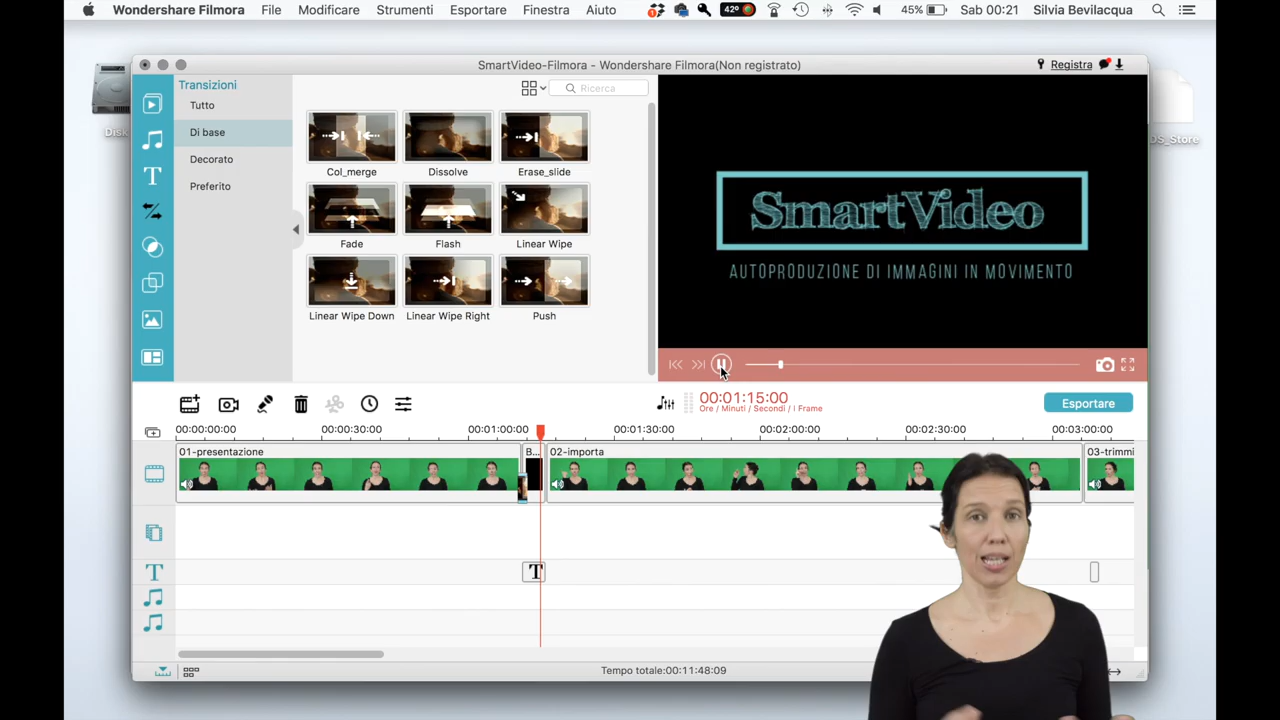 Wondershare Filmora File Modificare Strumenti Esportare Finestra Aiuto 42° 45% Sab 00:21 Silvia Bevilacqua
SmartVideo-Filmora - Wondershare Filmora(Non registrato)
Registra
Transizioni
Tutto
Di base
Decorato
Preferito
Ricerca
Col_merge Dissolve Erase_slide
Fade Flash Linear Wipe
Linear Wipe Down Linear Wipe Right Push
SmartVideo
AUTOPRODUZIONE DI IMMAGINI IN MOVIMENTO
Disk
DS_Store
00:01:15:00
Ore / Minuti / Secondi / I Frame
Esportare
00:00:00:00 00:00:30:00 00:01:00:00 00:01:30:00 00:02:00:00 00:02:30:00 00:03:00:00
01-presentazione B... 02-importa 03-trimmi
T
Tempo totale:00:11:48:09